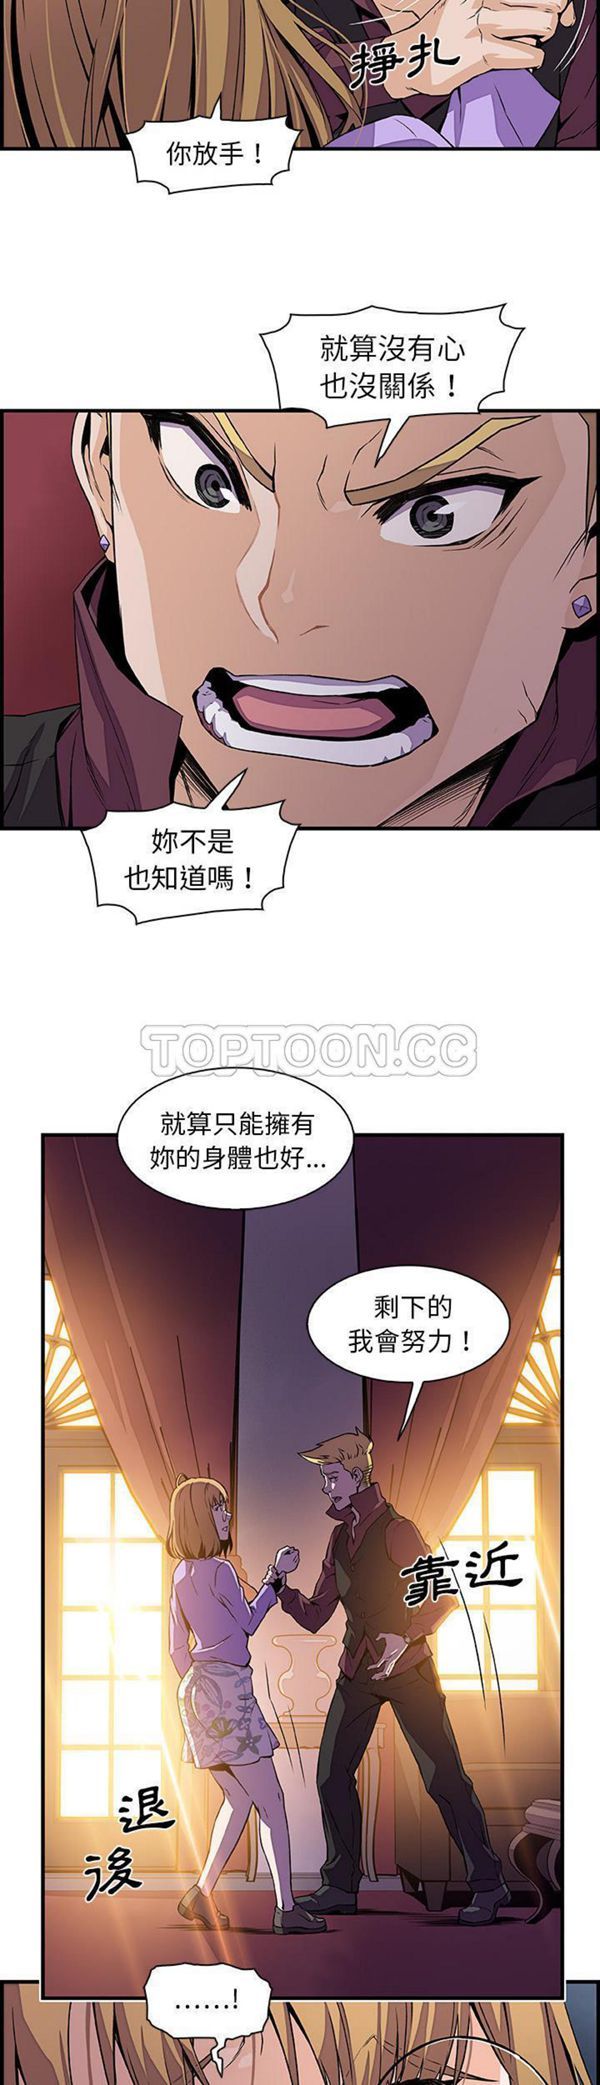 掙扎
你放手！
就算沒有心
也沒關係！
妳不是
也知道嗎！
TOPTOON.CC
就算只能擁有
妳的身體也好...
剩下的
我會努力！
靠近
退
後
......!